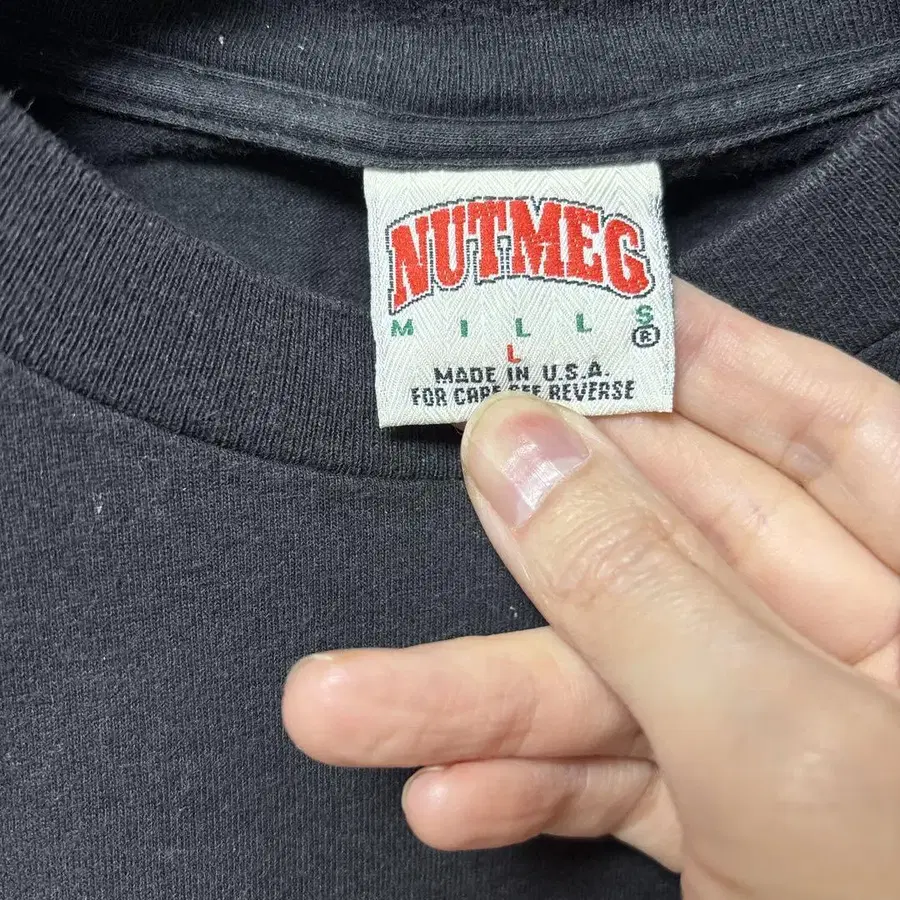 NUTMEG
MILLS
®
L
MADE IN U.S.A.
FOR CARE SEE REVERSE